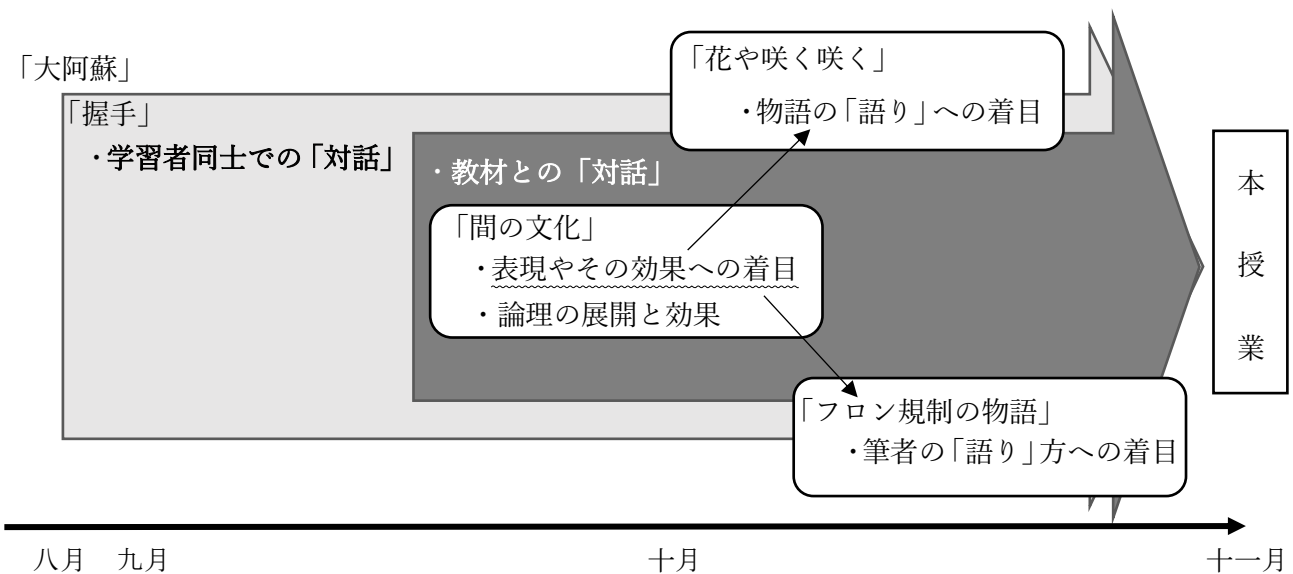 「大阿蘇」
「握手」
・学習者同士での「対話」
・教材との「対話」
「間の文化」
・表現やその効果への着目
・論理の展開と効果
「花や咲く咲く」
・物語の「語り」への着目
「フロン規制の物語」
・筆者の「語り」方への着目
本授業
八月 九月 十月 十一月